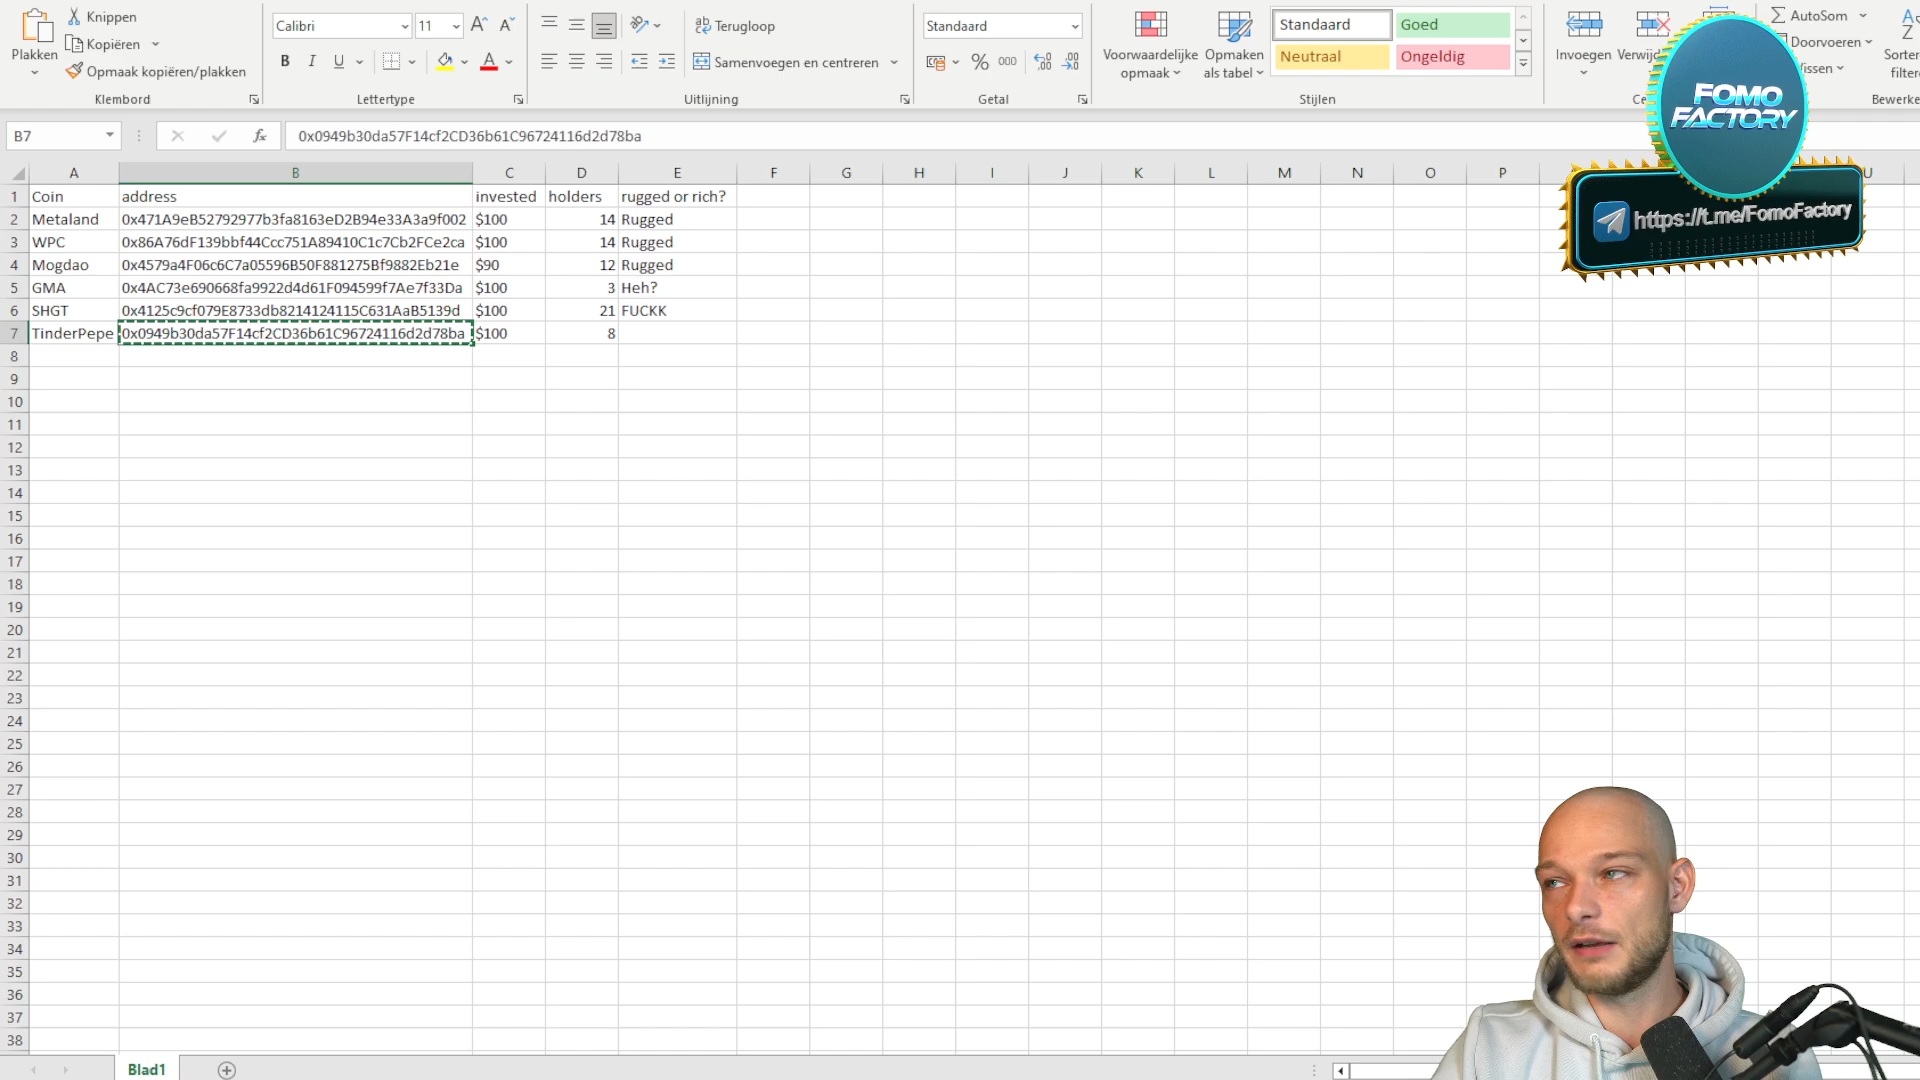 Plakken
Knippen
Kopiëren
Opmaak kopiëren/plakken
Klembord
Calibri 11
B I U
Lettertype
Terugloop
Samenvoegen en centreren
Uitlijning
Standaard
% 000
Getal
Voorwaardelijke opmaak
Opmaken als tabel
Standaard Goed
Neutraal Ongeldig
Stijlen
Invoegen
AutoSom
Doorvoeren
FOMO
FACTORY
https://t.me/FomoFactory
B7 fx 0x0949b30da57F14cf2CD36b61C96724116d2d78ba
A B C D E F G H I J K L M N O P U
1 Coin address invested holders rugged or rich?
2 Metaland 0x471A9eB52792977b3fa8163eD2B94e33A3a9f002 $100 14 Rugged
3 WPC 0x86A76dF139bbf44Ccc751A89410C1c7Cb2FCe2ca $100 14 Rugged
4 Mogdao 0x4579a4F06c6C7a05596B50F881275Bf9882Eb21e $90 12 Rugged
5 GMA 0x4AC73e690668fa9922d4d61F094599f7Ae7f33Da $100 3 Heh?
6 SHGT 0x4125c9cf079E8733db8214124115C631AaB5139d $100 21 FUCKK
7 TinderPepe 0x0949b30da57F14cf2CD36b61C96724116d2d78ba $100 8
8
9
10
11
12
13
14
15
16
17
18
19
20
21
22
23
24
25
26
27
28
29
30
31
32
33
34
35
36
37
38
Blad1